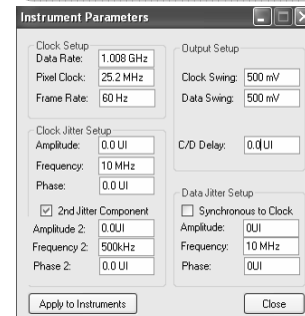 Instrument Parameters
Clock Setup
Data Rate: 1.008 GHz
Pixel Clock: 25.2 MHz
Frame Rate: 60 Hz
Output Setup
Clock Swing: 500 mV
Data Swing: 500 mV
C/D Delay: 0.0UI
Clock Jitter Setup
Amplitude: 0.0 UI
Frequency: 10 MHz
Phase: 0.0 UI
2nd Jitter Component
Amplitude 2: 0.0UI
Frequency 2: 500kHz
Phase 2: 0.0 UI
Data Jitter Setup
Synchronous to Clock
Amplitude: 0UI
Frequency: 10 MHz
Phase: 0UI
Apply to Instruments
Close